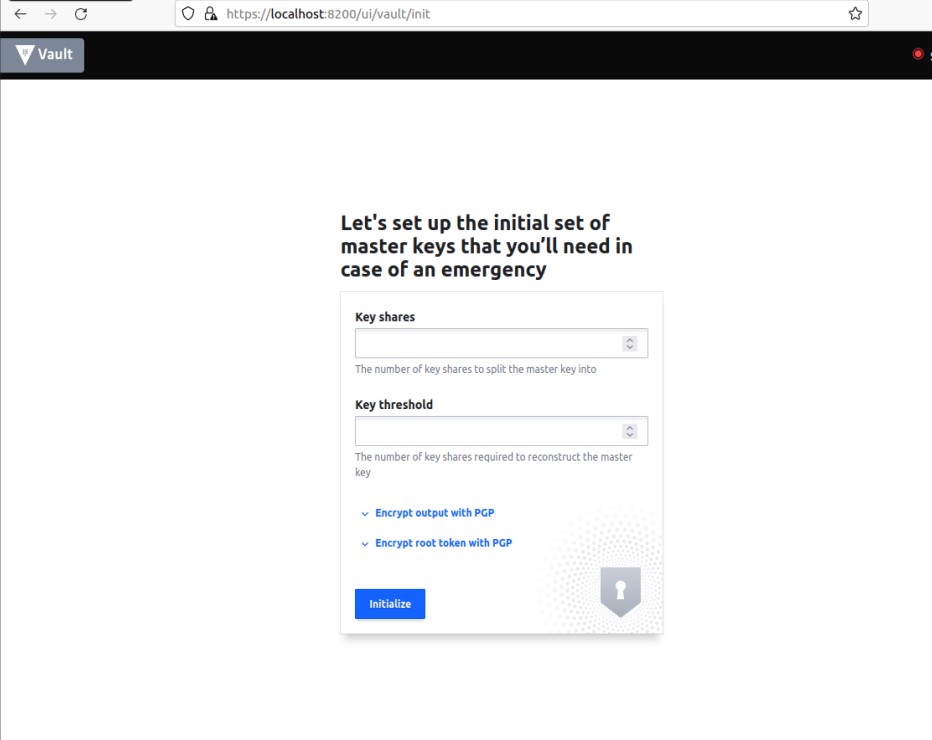 https://localhost:8200/ui/vault/init
Vault
Let's set up the initial set of
master keys that you’ll need in
case of an emergency
Key shares
The number of key shares to split the master key into
Key threshold
The number of key shares required to reconstruct the master
key
Encrypt output with PGP
Encrypt root token with PGP
Initialize